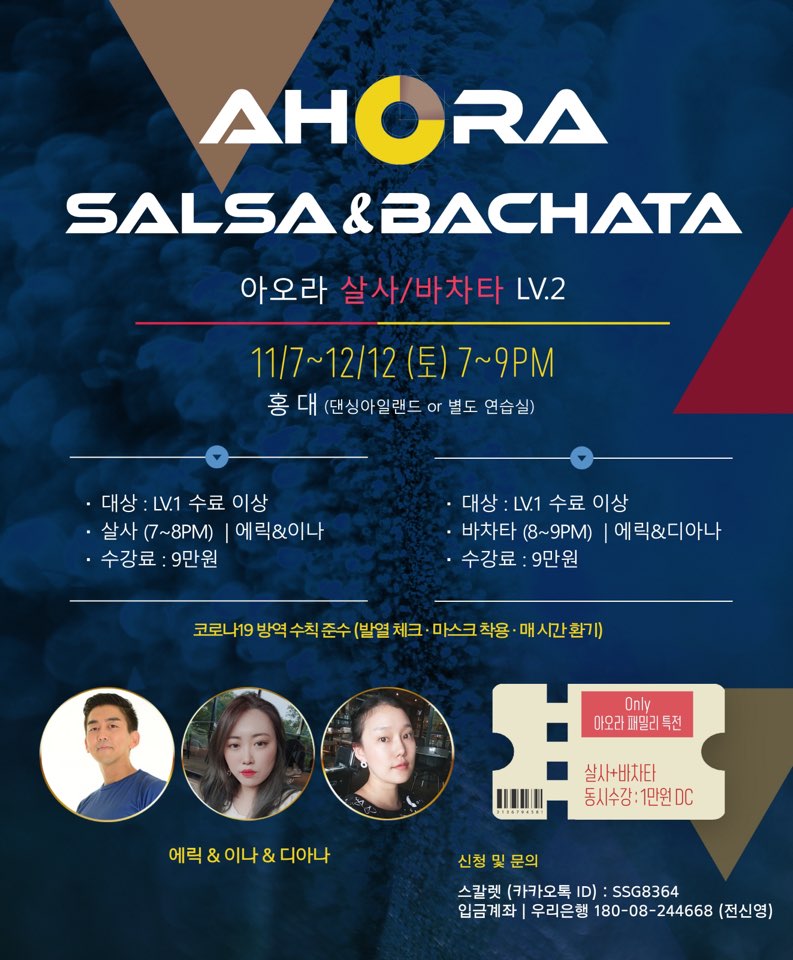 AHORA
SALSA&BACHATA
아오라 살사/바차타 LV.2
11/7~12/12 (토) 7~9PM
홍 대 (댄싱아일랜드 or 별도 연습실)
· 대상 : LV.1 수료 이상
· 살사 (7~8PM) | 에릭&이나
· 수강료 : 9만원
· 대상 : LV.1 수료 이상
· 바차타 (8~9PM) | 에릭&디아나
· 수강료 : 9만원
코로나19 방역 수칙 준수 (발열 체크 · 마스크 착용 · 매 시간 환기)
Only
아오라 패밀리 특전
살사+바차타
동시수강 : 1만원 DC
에릭 & 이나 & 디아나
신청 및 문의
스칼렛 (카카오톡 ID) : SSG8364
입금계좌 | 우리은행 180-08-244668 (전신영)